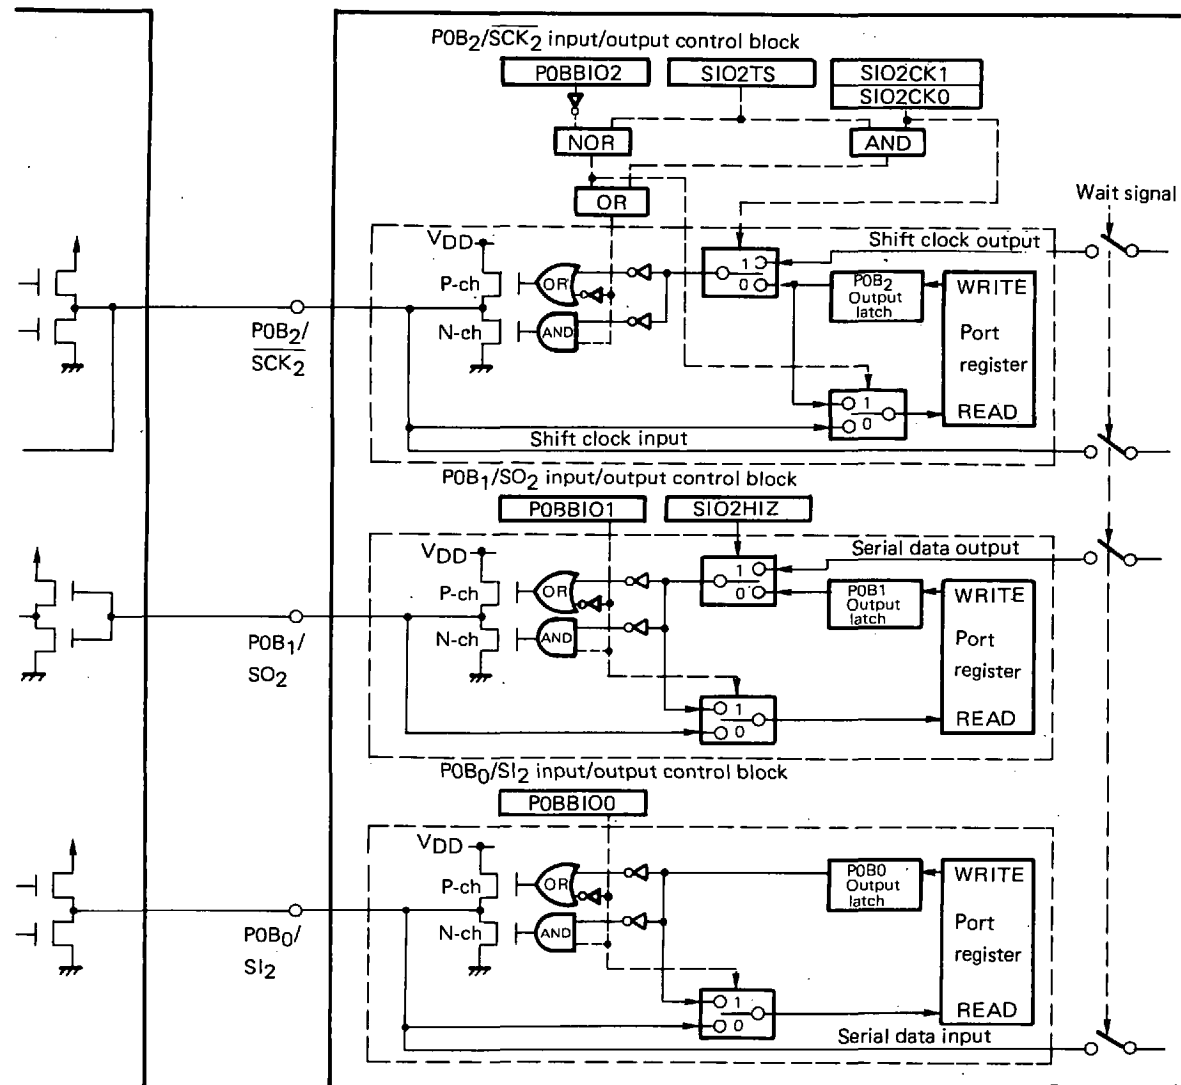 P0B2/SCK2 input/output control block
P0BBIO2
SIO2TS
SIO2CK1
SIO2CK0
NOR
AND
OR
Wait signal
VDD
P-ch
OR
N-ch
AND
1
0
Shift clock output
P0B2
Output
latch
WRITE
Port
register
READ
P0B2/
SCK2
1
0
Shift clock input
P0B1/SO2 input/output control block
P0BBIO1
SIO2HIZ
VDD
P-ch
OR
N-ch
AND
1
0
Serial data output
P0B1
Output
latch
WRITE
Port
register
READ
P0B1/
SO2
1
0
P0B0/SI2 input/output control block
P0BBIO0
VDD
P-ch
OR
N-ch
AND
P0B0
Output
latch
WRITE
Port
register
READ
P0B0/
SI2
1
0
Serial data input